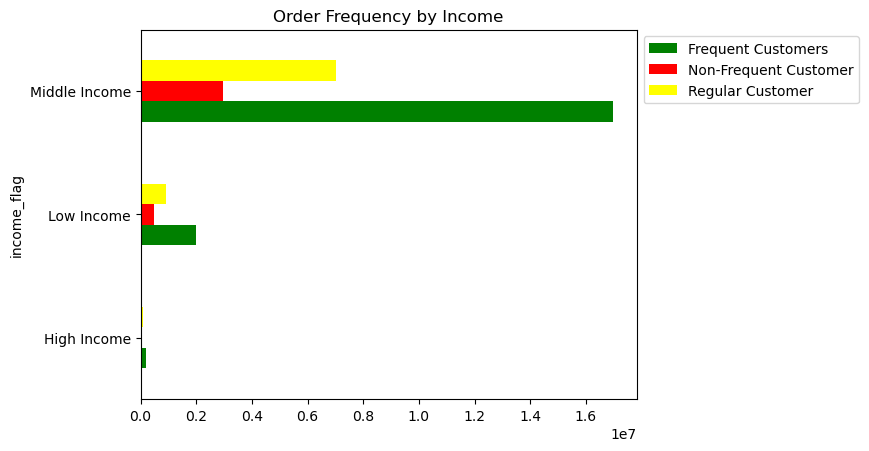 Order Frequency by Income
Frequent Customers
Non-Frequent Customer
Regular Customer
income_flag
Middle Income
Low Income
High Income
0.0 0.2 0.4 0.6 0.8 1.0 1.2 1.4 1.6
1e7